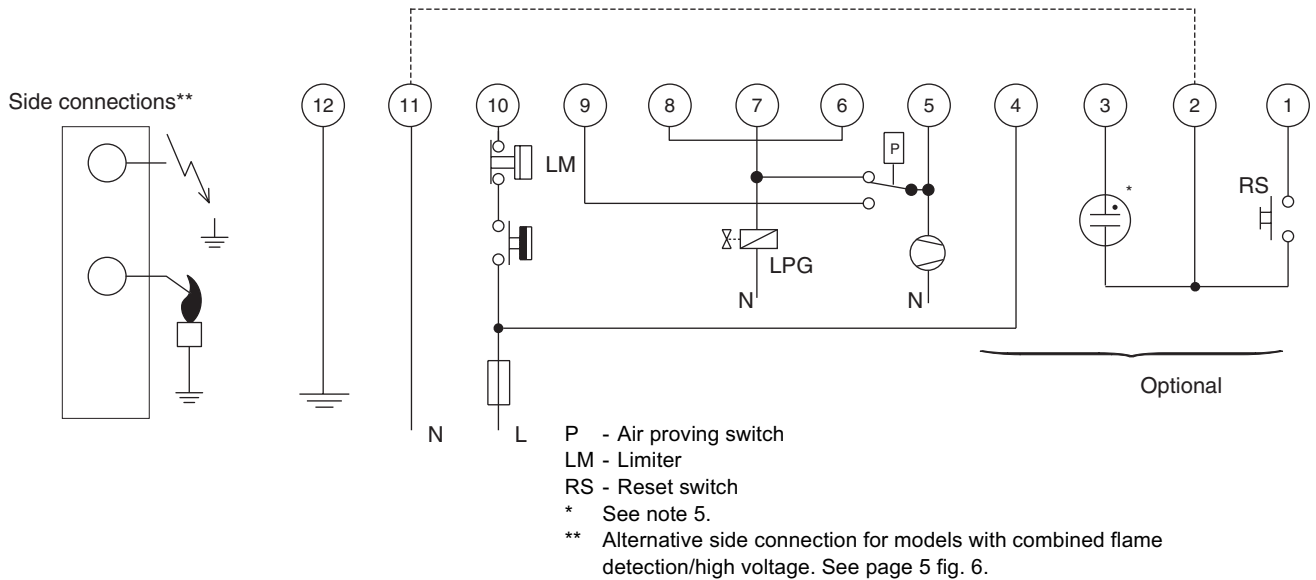 Side connections**
12 11 10 9 8 7 6 5 4 3 2 1
P
*
LM
RS
LPG
N N
Optional
N L
P - Air proving switch
LM - Limiter
RS - Reset switch
* See note 5.
** Alternative side connection for models with combined flame
detection/high voltage. See page 5 fig. 6.